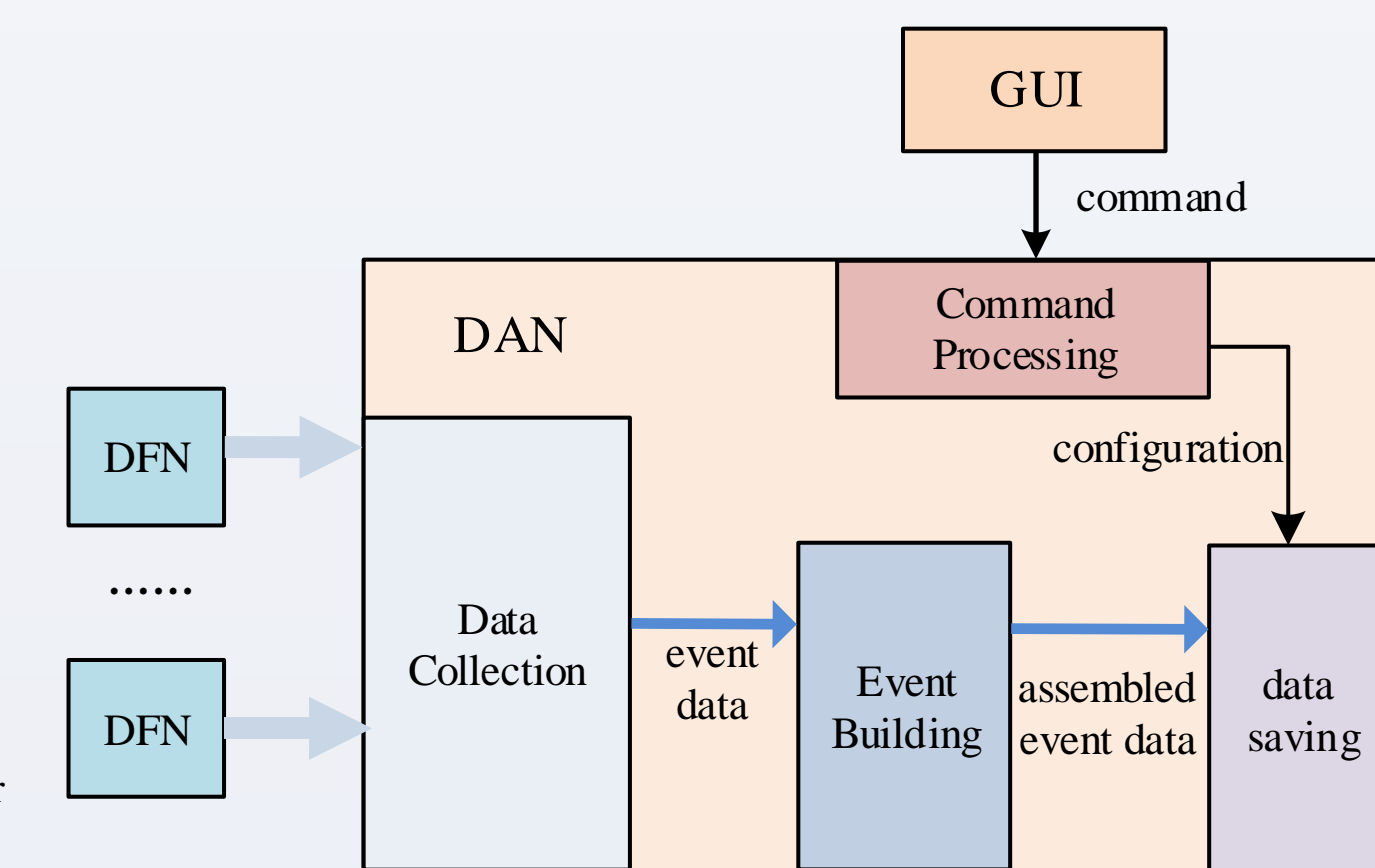 GUI
command
Command
Processing
DAN
configuration
DFN
......
DFN
Data
Collection
event
data
Event
Building
assembled
event data
data
saving
r